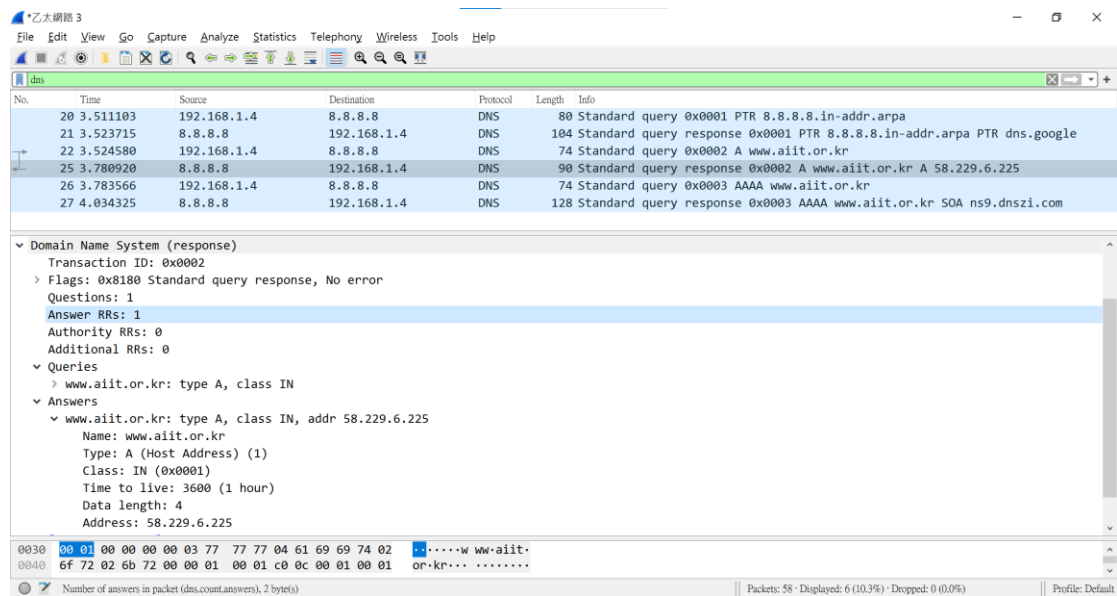 *乙太網路 3
File Edit View Go Capture Analyze Statistics Telephony Wireless Tools Help
dns
No. Time Source Destination Protocol Length Info
20 3.511103 192.168.1.4 8.8.8.8 DNS 80 Standard query 0x0001 PTR 8.8.8.8.in-addr.arpa
21 3.523715 8.8.8.8 192.168.1.4 DNS 104 Standard query response 0x0001 PTR 8.8.8.8.in-addr.arpa PTR dns.google
22 3.524580 192.168.1.4 8.8.8.8 DNS 74 Standard query 0x0002 A www.aiit.or.kr
25 3.780920 8.8.8.8 192.168.1.4 DNS 90 Standard query response 0x0002 A www.aiit.or.kr A 58.229.6.225
26 3.783566 192.168.1.4 8.8.8.8 DNS 74 Standard query 0x0003 AAAA www.aiit.or.kr
27 4.034325 8.8.8.8 192.168.1.4 DNS 128 Standard query response 0x0003 AAAA www.aiit.or.kr SOA ns9.dnszi.com
Domain Name System (response)
Transaction ID: 0x0002
Flags: 0x8180 Standard query response, No error
Questions: 1
Answer RRs: 1
Authority RRs: 0
Additional RRs: 0
Queries
www.aiit.or.kr: type A, class IN
Answers
www.aiit.or.kr: type A, class IN, addr 58.229.6.225
Name: www.aiit.or.kr
Type: A (Host Address) (1)
Class: IN (0x0001)
Time to live: 3600 (1 hour)
Data length: 4
Address: 58.229.6.225
0030 00 01 00 00 00 00 03 77 77 77 04 61 69 69 74 02 ·······w ww·aiit·
0040 6f 72 02 6b 72 00 00 01 00 01 c0 0c 00 01 00 01 or·kr··· ········
Number of answers in packet (dns.count.answers), 2 byte(s) Packets: 58 · Displayed: 6 (10.3%) · Dropped: 0 (0.0%) Profile: Default